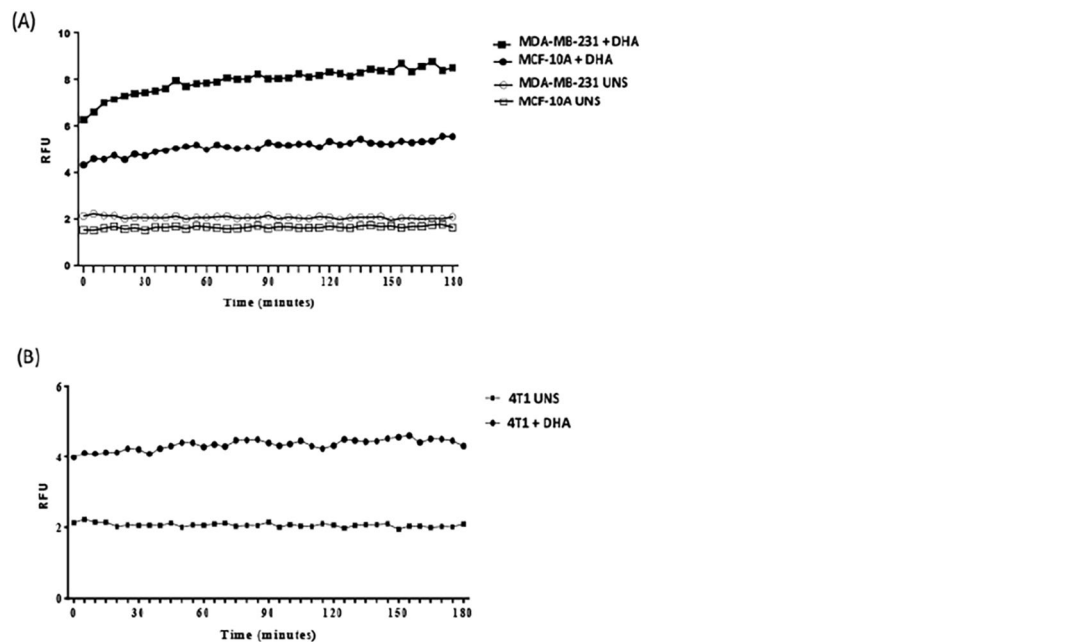 (A)
10
8
6
4
2
0
RFU
0 30 60 90 120 150 180
Time (minutes)
MDA-MB-231 + DHA
MCF-10A + DHA
MDA-MB-231 UNS
MCF-10A UNS
(B)
6
4
2
0
RFU
0 30 60 90 120 150 180
Time (minutes)
4T1 UNS
4T1 + DHA